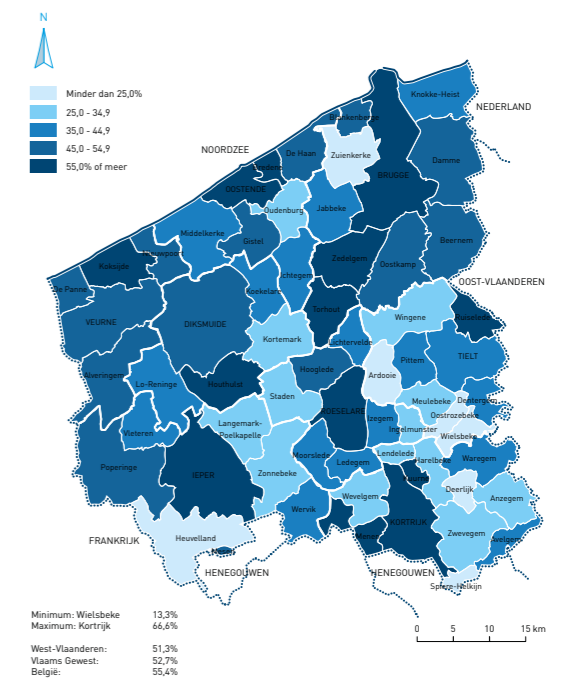 N
Minder dan 25,0%
25,0 - 34,9
35,0 - 44,9
45,0 - 54,9
55,0% of meer
Knokke-Heist
NEDERLAND
Blankenberge
NOORDZEE
De Haan
Zuienkerke
Damme
Bredene
BRUGGE
OOSTENDE
Oudenburg
Jabbeke
Middelkerke
Gistel
Beernem
Nieuwpoort
Zedelgem
Oostkamp
Koksijde
Ichtegem
OOST-VLAANDEREN
De Panne
Koekelare
Torhout
Wingene
Ruiselede
VEURNE
DIKSMUIDE
Kortemark
Lichtervelde
Pittem
TIELT
Hooglede
Ardooie
Alveringem
Lo-Reninge
Houthulst
Staden
Meulebeke
Dentergem
ROESELARE
Oostrozebeke
Izegem
Langemark-
Poelkapelle
Ingelmunster
Wielsbeke
Vleteren
Moorslede
Lendelede
Harelbeke
Waregem
Poperinge
Ledegem
IEPER
Zonnebeke
Kuurne
Deerlijk
Wevelgem
Anzegem
Wervik
KORTRIJK
Zwevegem
Heuvelland
Menen
Avelgem
FRANKRIJK
Mesen
HENEGOUWEN
HENEGOUWEN
Spiere-Helkijn
Minimum: Wielsbeke 13,3%
Maximum: Kortrijk 66,6%
West-Vlaanderen: 51,3%
Vlaams Gewest: 52,7%
België: 55,4%
0 5 10 15 km